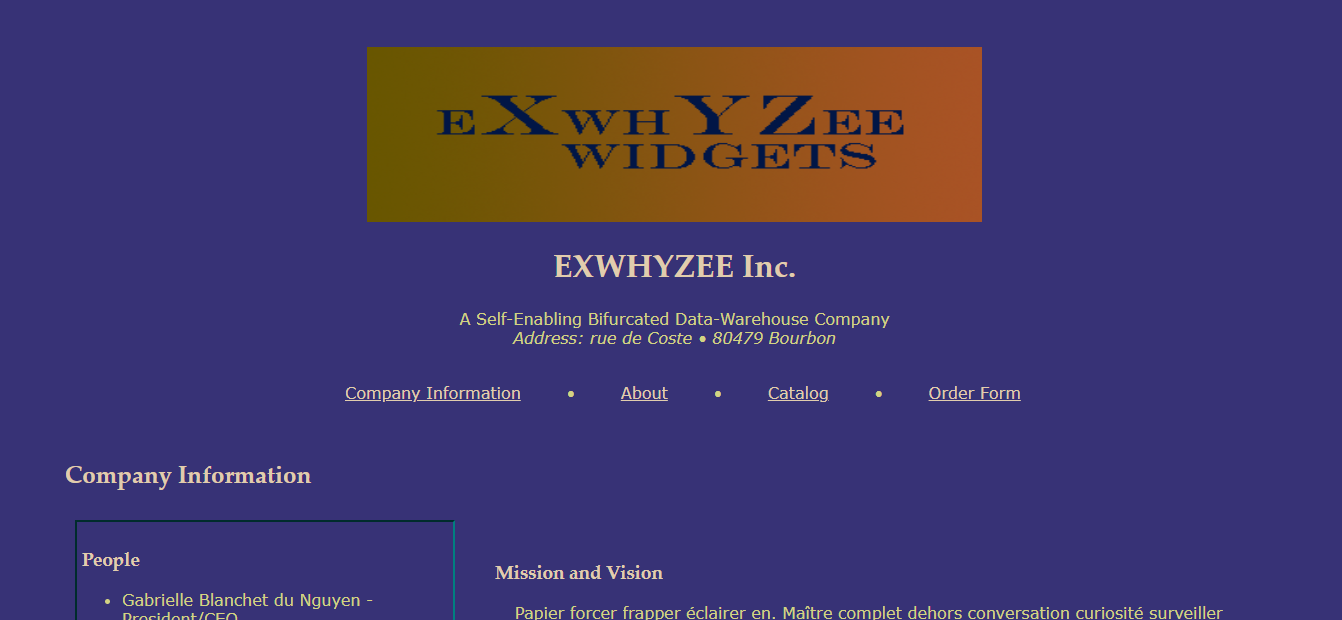 eXwhYZee
Widgets
EXWHYZEE Inc.
A Self-Enabling Bifurcated Data-Warehouse Company
Address: rue de Coste • 80479 Bourbon
Company Information • About • Catalog • Order Form
Company Information
People
• Gabrielle Blanchet du Nguyen -
President/CEO
Mission and Vision
Papier forcer frapper éclairer en. Maître complet dehors conversation curiosité surveiller